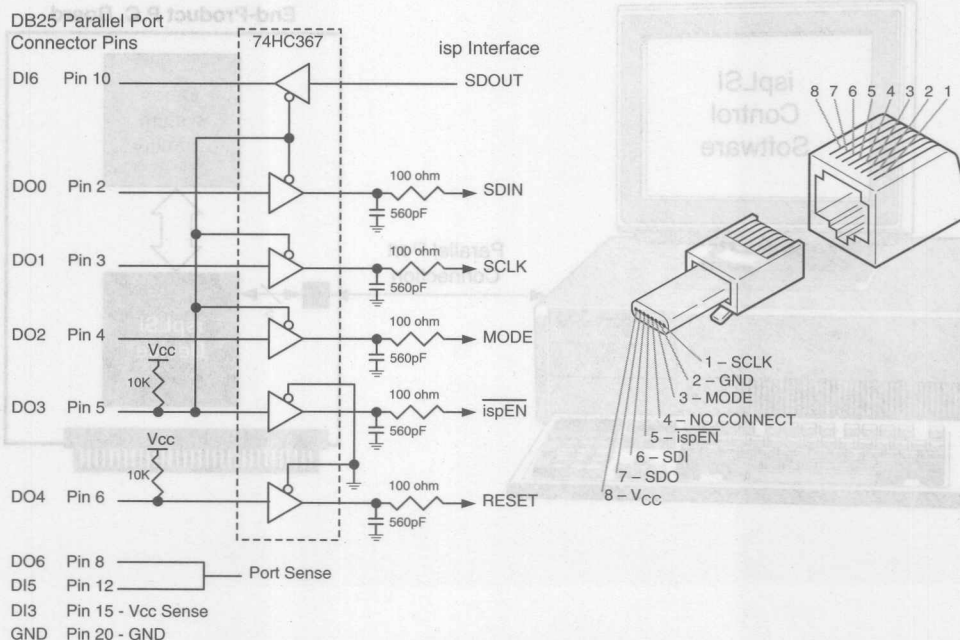 DB25 Parallel Port
Connector Pins
74HC367
isp Interface
DI6 Pin 10
SDOUT
DO0 Pin 2
100 ohm
SDIN
560pF
DO1 Pin 3
100 ohm
SCLK
560pF
DO2 Pin 4
100 ohm
MODE
560pF
Vcc
10K
DO3 Pin 5
100 ohm
ispEN
560pF
Vcc
10K
DO4 Pin 6
100 ohm
RESET
560pF
DO6 Pin 8
DI5 Pin 12
Port Sense
DI3 Pin 15 - Vcc Sense
GND Pin 20 - GND
8 7 6 5 4 3 2 1
1 – SCLK
2 – GND
3 – MODE
4 – NO CONNECT
5 – ispEN
6 – SDI
7 – SDO
8 – VCC
End-Product P.C. Board
ispLSI
Control
Software
Parallel Port